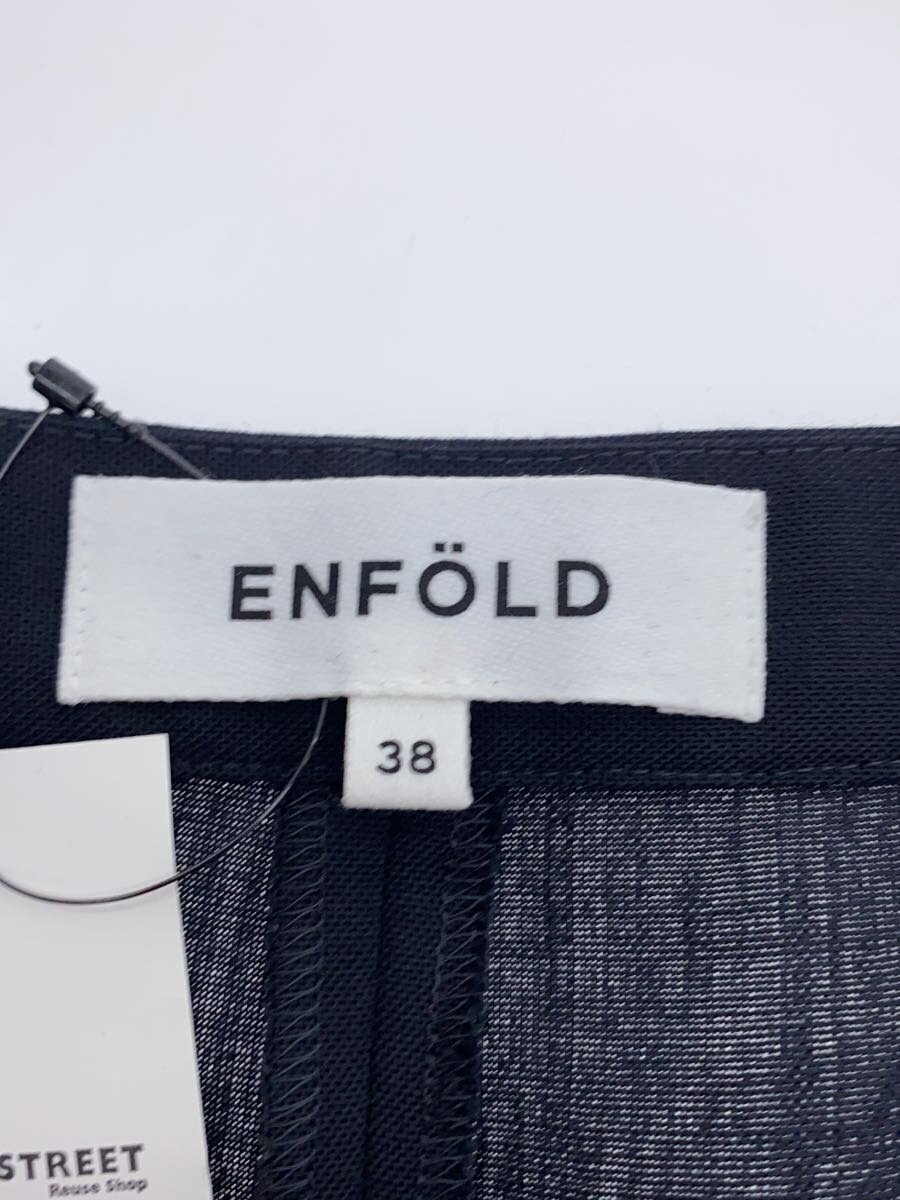 ENFÖLD
38
STREET
Reuse Shop